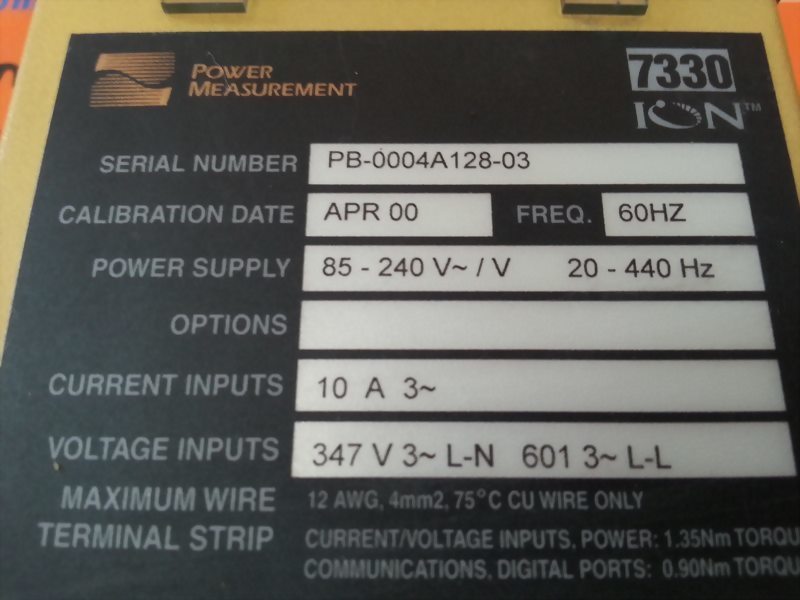 POWER MEASUREMENT
7330
ION™
SERIAL NUMBER PB-0004A128-03
CALIBRATION DATE APR 00 FREQ. 60HZ
POWER SUPPLY 85 - 240 V~ / V 20 - 440 Hz
OPTIONS
CURRENT INPUTS 10 A 3~
VOLTAGE INPUTS 347 V 3~ L-N 601 3~ L-L
MAXIMUM WIRE 12 AWG, 4mm2, 75°C CU WIRE ONLY
TERMINAL STRIP CURRENT/VOLTAGE INPUTS, POWER: 1.35Nm TORQU
COMMUNICATIONS, DIGITAL PORTS: 0.90Nm TORQU